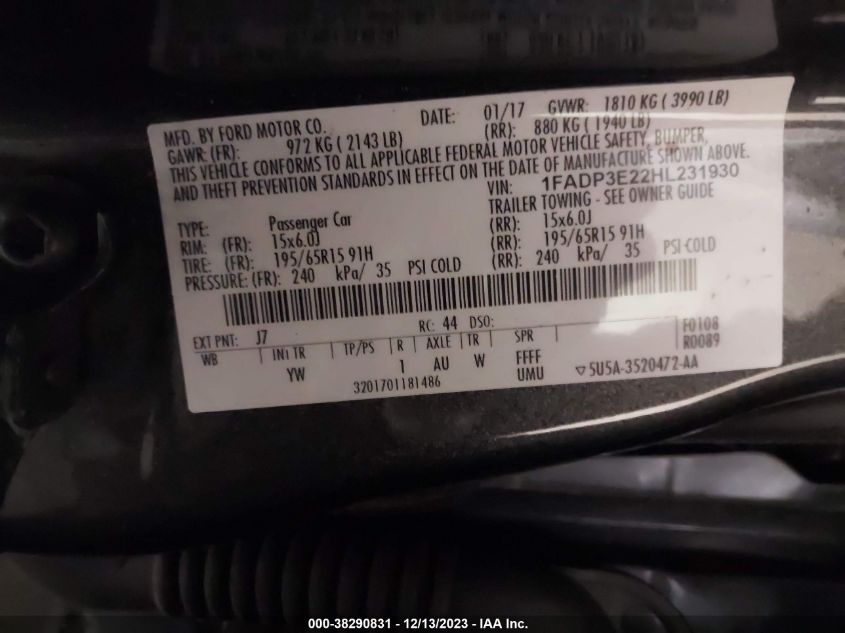 MFD. BY FORD MOTOR CO. DATE: 01/17 GVWR: 1810 KG ( 3990 LB)
GAWR: (FR): 972 KG ( 2143 LB) (RR): 880 KG ( 1940 LB)
THIS VEHICLE CONFORMS TO ALL APPLICABLE FEDERAL MOTOR VEHICLE SAFETY, BUMPER,
AND THEFT PREVENTION STANDARDS IN EFFECT ON THE DATE OF MANUFACTURE SHOWN ABOVE.
VIN: 1FADP3E22HL231930
TYPE: Passenger Car TRAILER TOWING - SEE OWNER GUIDE
RIM: (FR): 15x6.0J (RR): 15x6.0J
TIRE: (FR): 195/65R15 91H (RR): 195/65R15 91H
PRESSURE: (FR): 240 kPa/ 35 PSI COLD (RR): 240 kPa/ 35 PSI COLD
EXT PNT: J7 RC: 44 DSO: F0108
WB INT TR TP/PS R AXLE TR SPR R0089
YW 1 AU W FFFF
UMU
3201701181486 ▽5U5A-3520472-AA
000-38290831 - 12/13/2023 - IAA Inc.